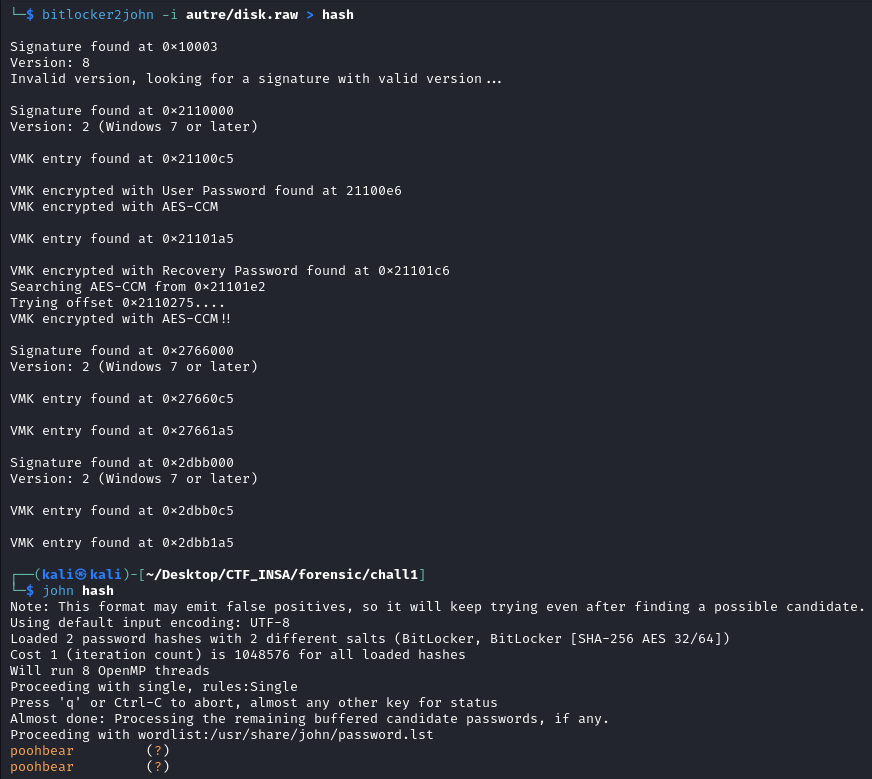 └─$ bitlocker2john -i autre/disk.raw > hash
Signature found at 0×10003
Version: 8
Invalid version, looking for a signature with valid version...
Signature found at 0×2110000
Version: 2 (Windows 7 or later)
VMK entry found at 0×21100c5
VMK encrypted with User Password found at 21100e6
VMK encrypted with AES-CCM
VMK entry found at 0×21101a5
VMK encrypted with Recovery Password found at 0×21101c6
Searching AES-CCM from 0×21101e2
Trying offset 0×2110275....
VMK encrypted with AES-CCM!!
Signature found at 0×2766000
Version: 2 (Windows 7 or later)
VMK entry found at 0×27660c5
VMK entry found at 0×27661a5
Signature found at 0×2dbb000
Version: 2 (Windows 7 or later)
VMK entry found at 0×2dbb0c5
VMK entry found at 0×2dbb1a5
┌──(kali㉿kali)-[~/Desktop/CTF_INSA/forensic/chall1]
└─$ john hash
Note: This format may emit false positives, so it will keep trying even after finding a possible candidate.
Using default input encoding: UTF-8
Loaded 2 password hashes with 2 different salts (BitLocker, BitLocker [SHA-256 AES 32/64])
Cost 1 (iteration count) is 1048576 for all loaded hashes
Will run 8 OpenMP threads
Proceeding with single, rules:Single
Press 'q' or Ctrl-C to abort, almost any other key for status
Almost done: Processing the remaining buffered candidate passwords, if any.
Proceeding with wordlist:/usr/share/john/password.lst
poohbear (?)
poohbear (?)